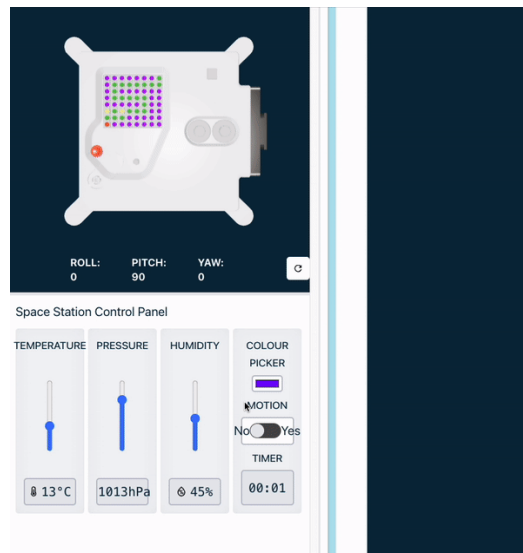 ROLL: PITCH: YAW:
0 90 0
Space Station Control Panel
TEMPERATURE PRESSURE HUMIDITY COLOUR
PICKER
MOTION
No Yes
TIMER
13°C 1013hPa 45% 00:01